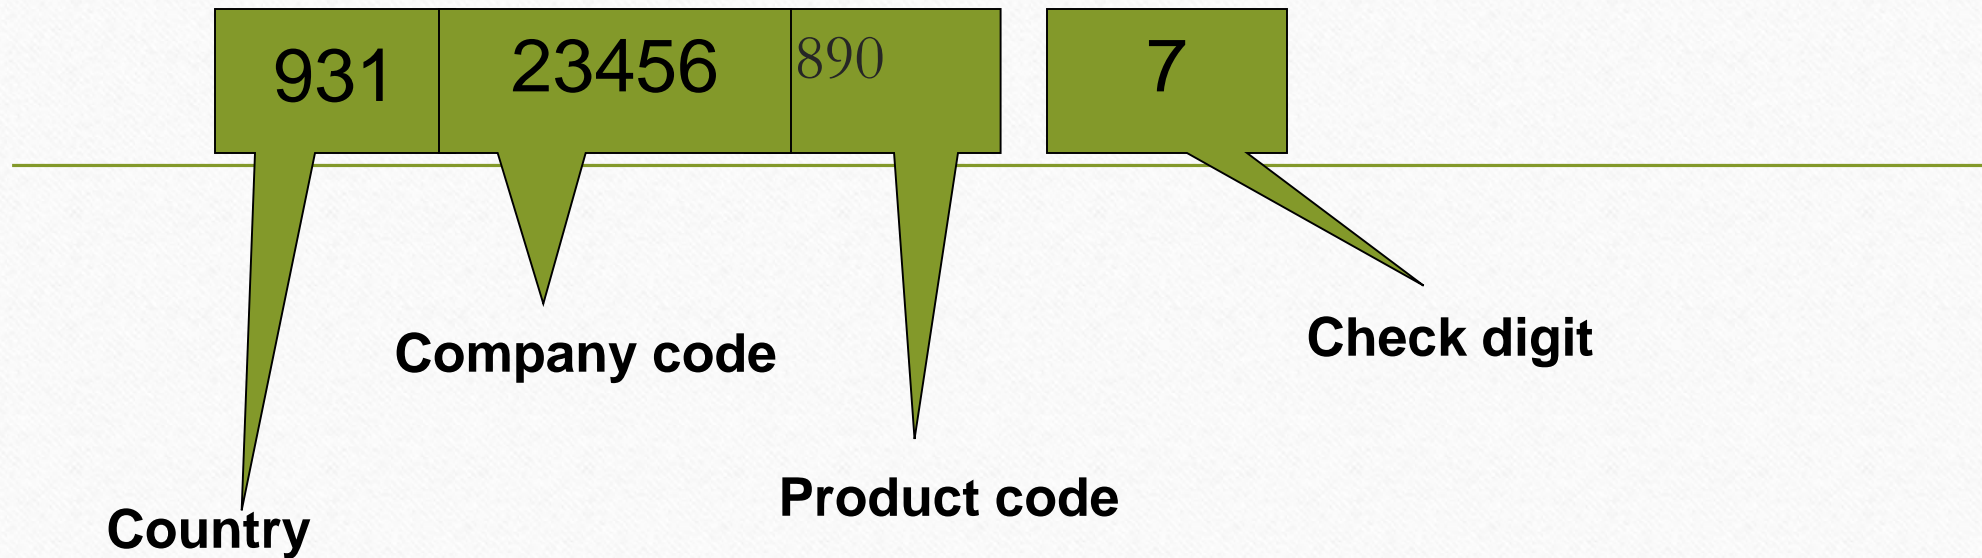 931 23456 890 7
Company code
Check digit
Product code
Country